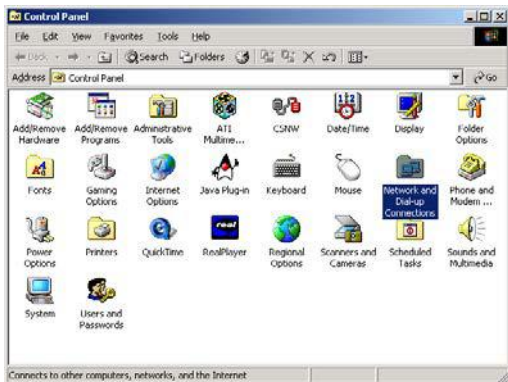 Control Panel
File Edit View Favorites Tools Help
Back Search Folders
Address Control Panel Go
Add/Remove Hardware
Add/Remove Programs
Administrative Tools
ATI Multime...
CSNW
Date/Time
Display
Folder Options
Fonts
Gaming Options
Internet Options
Java Plug-in
Keyboard
Mouse
Network and Dial-up Connections
Phone and Modem ...
Power Options
Printers
QuickTime
real
RealPlayer
Regional Options
Scanners and Cameras
Scheduled Tasks
Sounds and Multimedia
System
Users and Passwords
Connects to other computers, networks, and the Internet